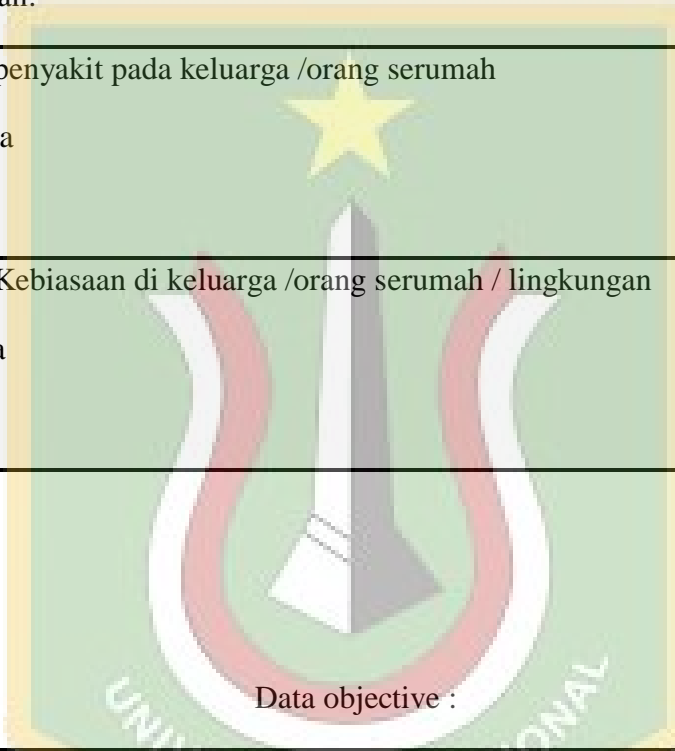 penyakit pada keluarga /orang serumah
Kebiasaan di keluarga /orang serumah / lingkungan
Data objective :